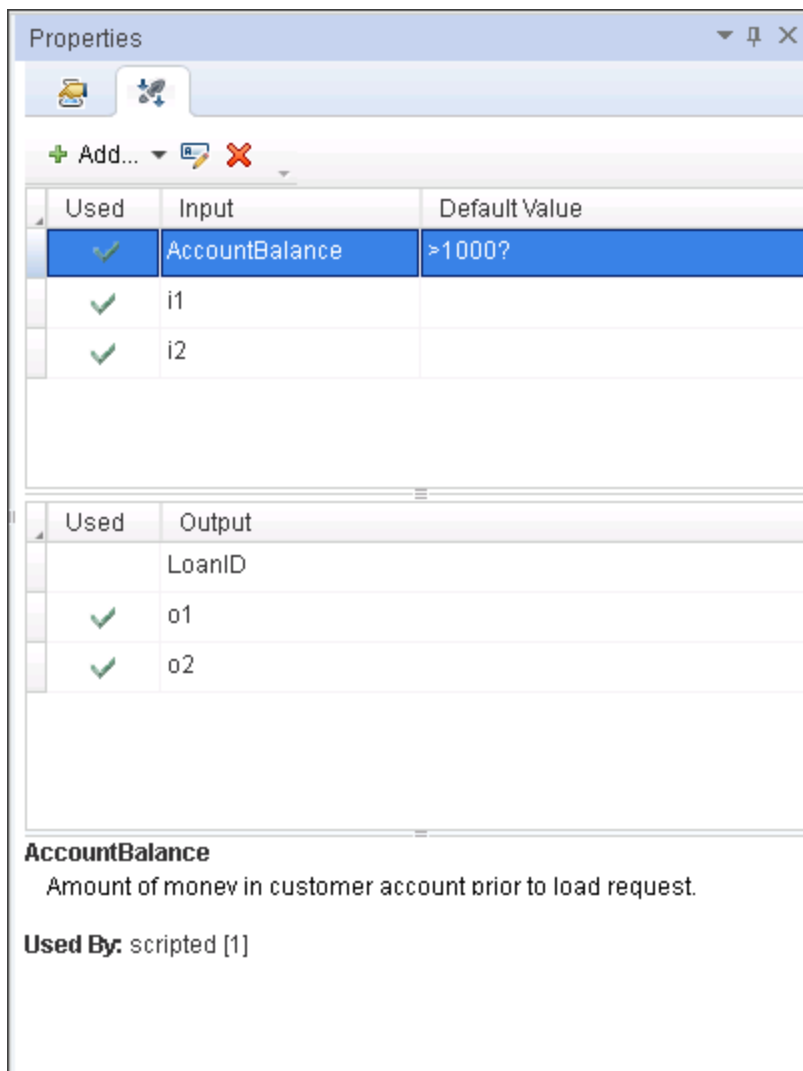 Properties
Add...
Used Input Default Value
AccountBalance >1000?
i1
i2
Used Output
LoanID
o1
o2
AccountBalance
Amount of money in customer account prior to load request.
Used By: scripted [1]